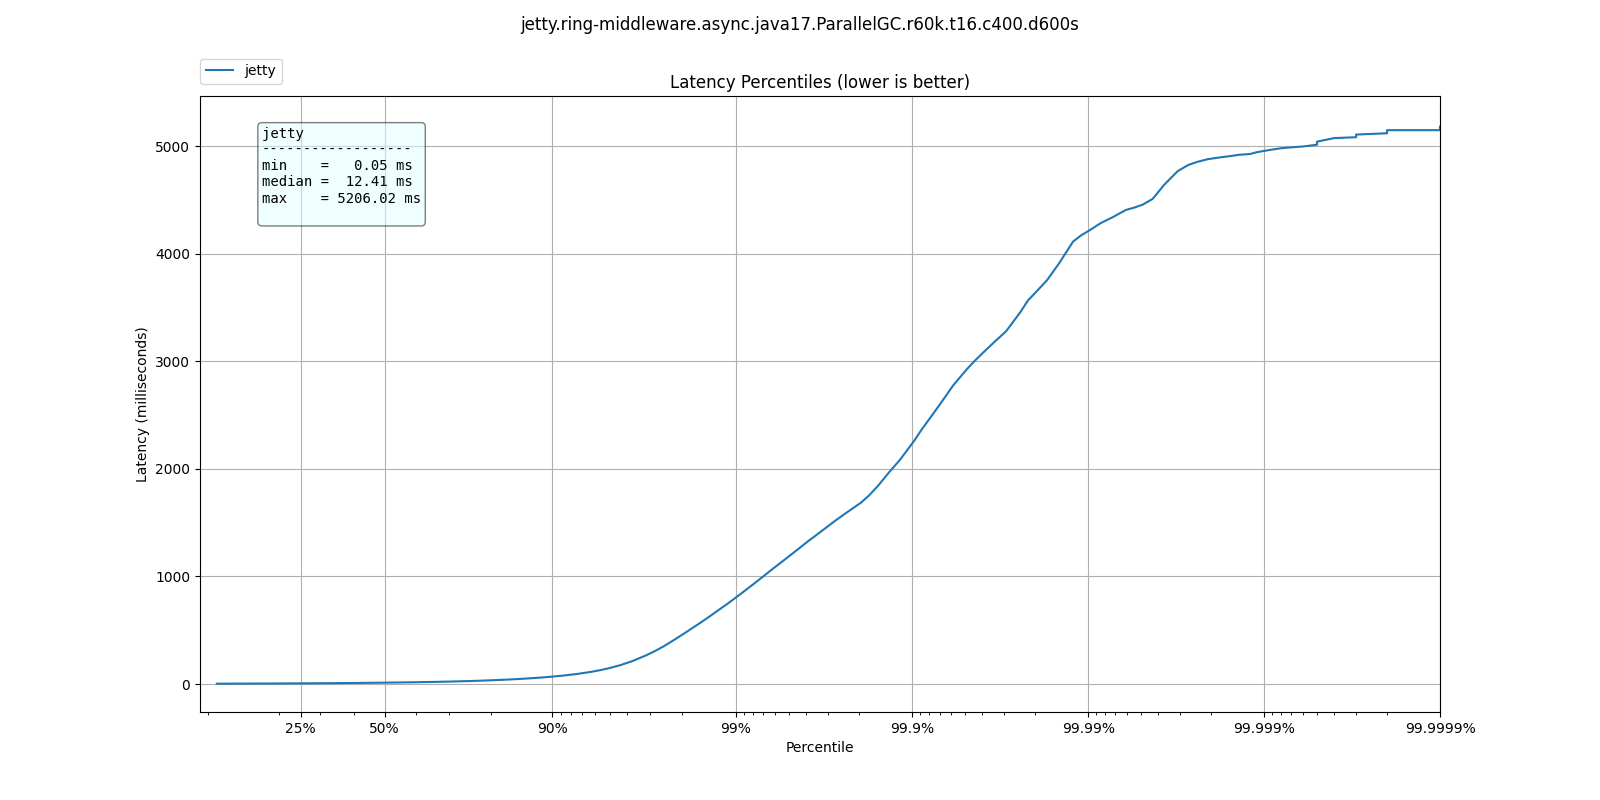 jetty.ring-middleware.async.java17.ParallelGC.r60k.t16.c400.d600s
jetty
Latency Percentiles (lower is better)
jetty
------------------
min    =   0.05 ms
median =  12.41 ms
max    = 5206.02 ms
5000
4000
3000
2000
1000
0
Latency (milliseconds)
25% 50% 90% 99% 99.9% 99.99% 99.999% 99.9999%
Percentile